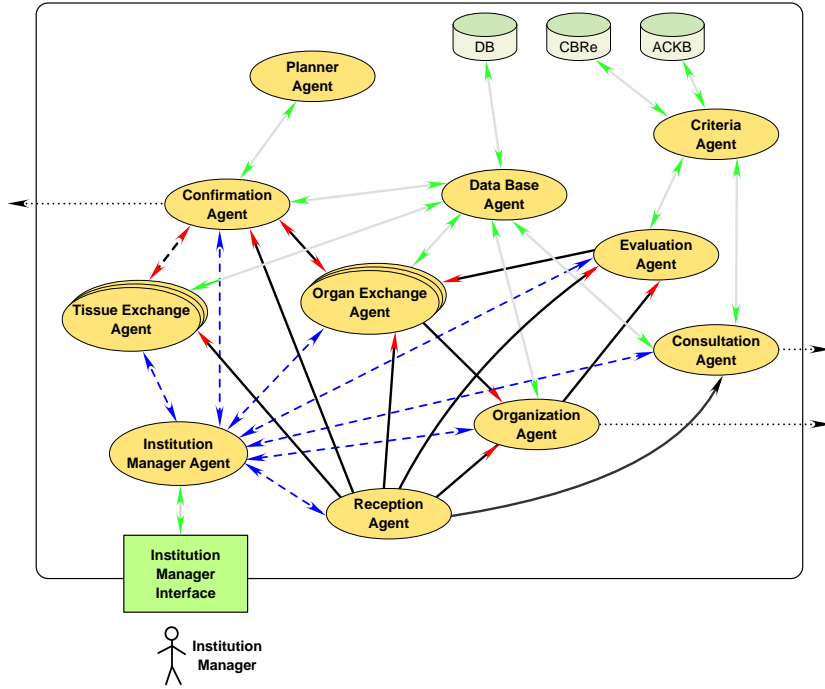 DB
CBRe
ACKB
Planner
Agent
Criteria
Agent
Confirmation
Agent
Data Base
Agent
Evaluation
Agent
Tissue Exchange
Agent
Organ Exchange
Agent
Consultation
Agent
Organization
Agent
Institution
Manager Agent
Reception
Agent
Institution
Manager
Interface
Institution
Manager